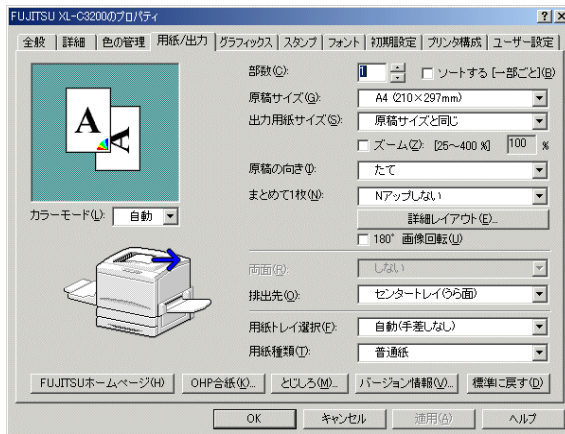 FUJITSU XL-C3200のプロパティ
全般 詳細 色の管理 用紙/出力 グラフィックス スタンプ フォント 初期設定 プリンタ構成 ユーザー設定
部数(C): 1 ソートする [一部ごと](B)
原稿サイズ(G): A4 (210×297mm)
出力用紙サイズ(S): 原稿サイズと同じ
ズーム(Z): [25～400 %] 100 %
原稿の向き(I): たて
まとめて1枚(N): Nアップしない
カラーモード(L): 自動
詳細レイアウト(E)...
180° 画像回転(U)
両面(R): しない
排出先(O): センタートレイ(うら面)
用紙トレイ選択(F): 自動(手差しなし)
用紙種類(T): 普通紙
FUJITSUホームページ(H) OHP合紙(K)... とじしろ(M)... バージョン情報(V)... 標準に戻す(D)
OK キャンセル 適用(A) ヘルプ